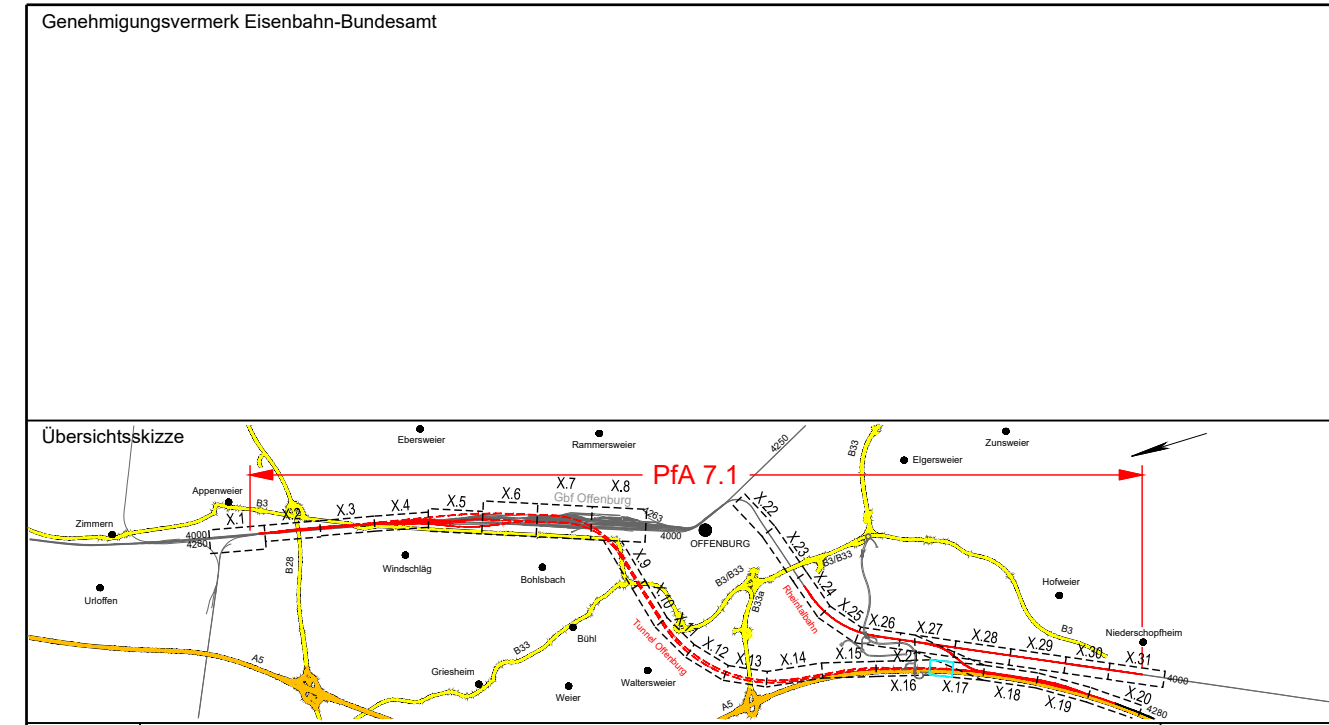 Genehmigungsvermerk Eisenbahn-Bundesamt
Übersichtsskizze
Ebersweier
Rammersweier
4250
B33
Zunsweier
Elgersweier
PfA 7.1
Appenweier
B3
X.1
X.2
X.3
X.4
X.5
X.6
X.7
X.8
Gbf Offenburg
4263
Zimmern
4000
4280
4000
OFFENBURG
X.22
B28
Windschläg
Bohlsbach
X.9
X.10
X.11
X.12
X.13
X.14
X.15
X.21
X.16
X.17
X.18
X.19
X.20
X.23
X.24
X.25
X.26
X.27
X.28
X.29
X.30
X.31
B3/B33
B3/B33
B33a
Rheintalbahn
Tunnel Offenburg
Hofweier
B3
Niederschopfheim
4000
4280
Urloffen
A5
Griesheim
B33
Bühl
Weier
Waltersweier
A5